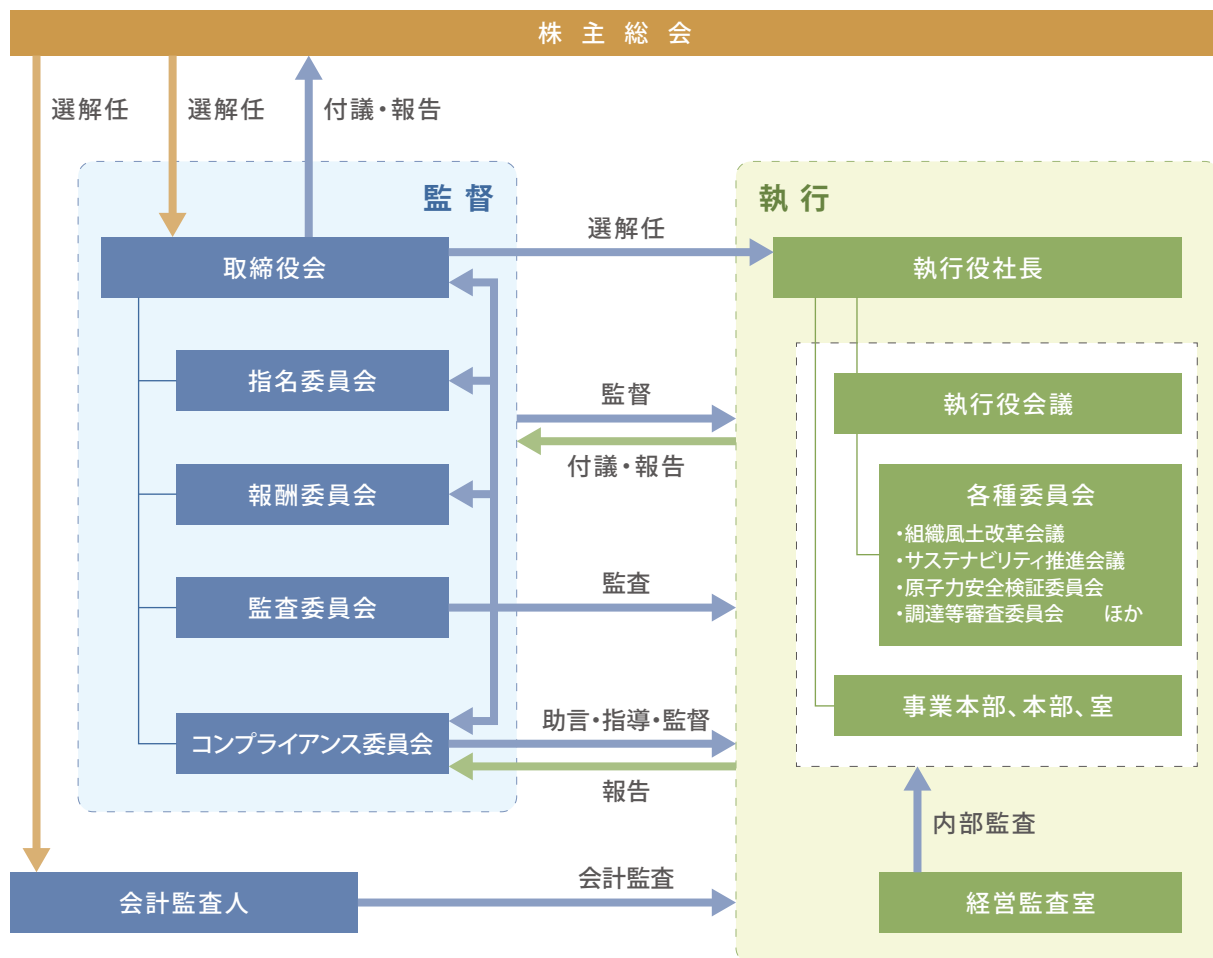 株主総会
選解任
選解任
付議・報告
監督
執行
選解任
取締役会
執行役社長
指名委員会
監督
執行役会議
付議・報告
報酬委員会
各種委員会
・組織風土改革会議
・サステナビリティ推進会議
・原子力安全検証委員会
・調達等審査委員会 ほか
監査
監査委員会
事業本部、本部、室
助言・指導・監督
コンプライアンス委員会
報告
内部監査
会計監査
会計監査人
経営監査室